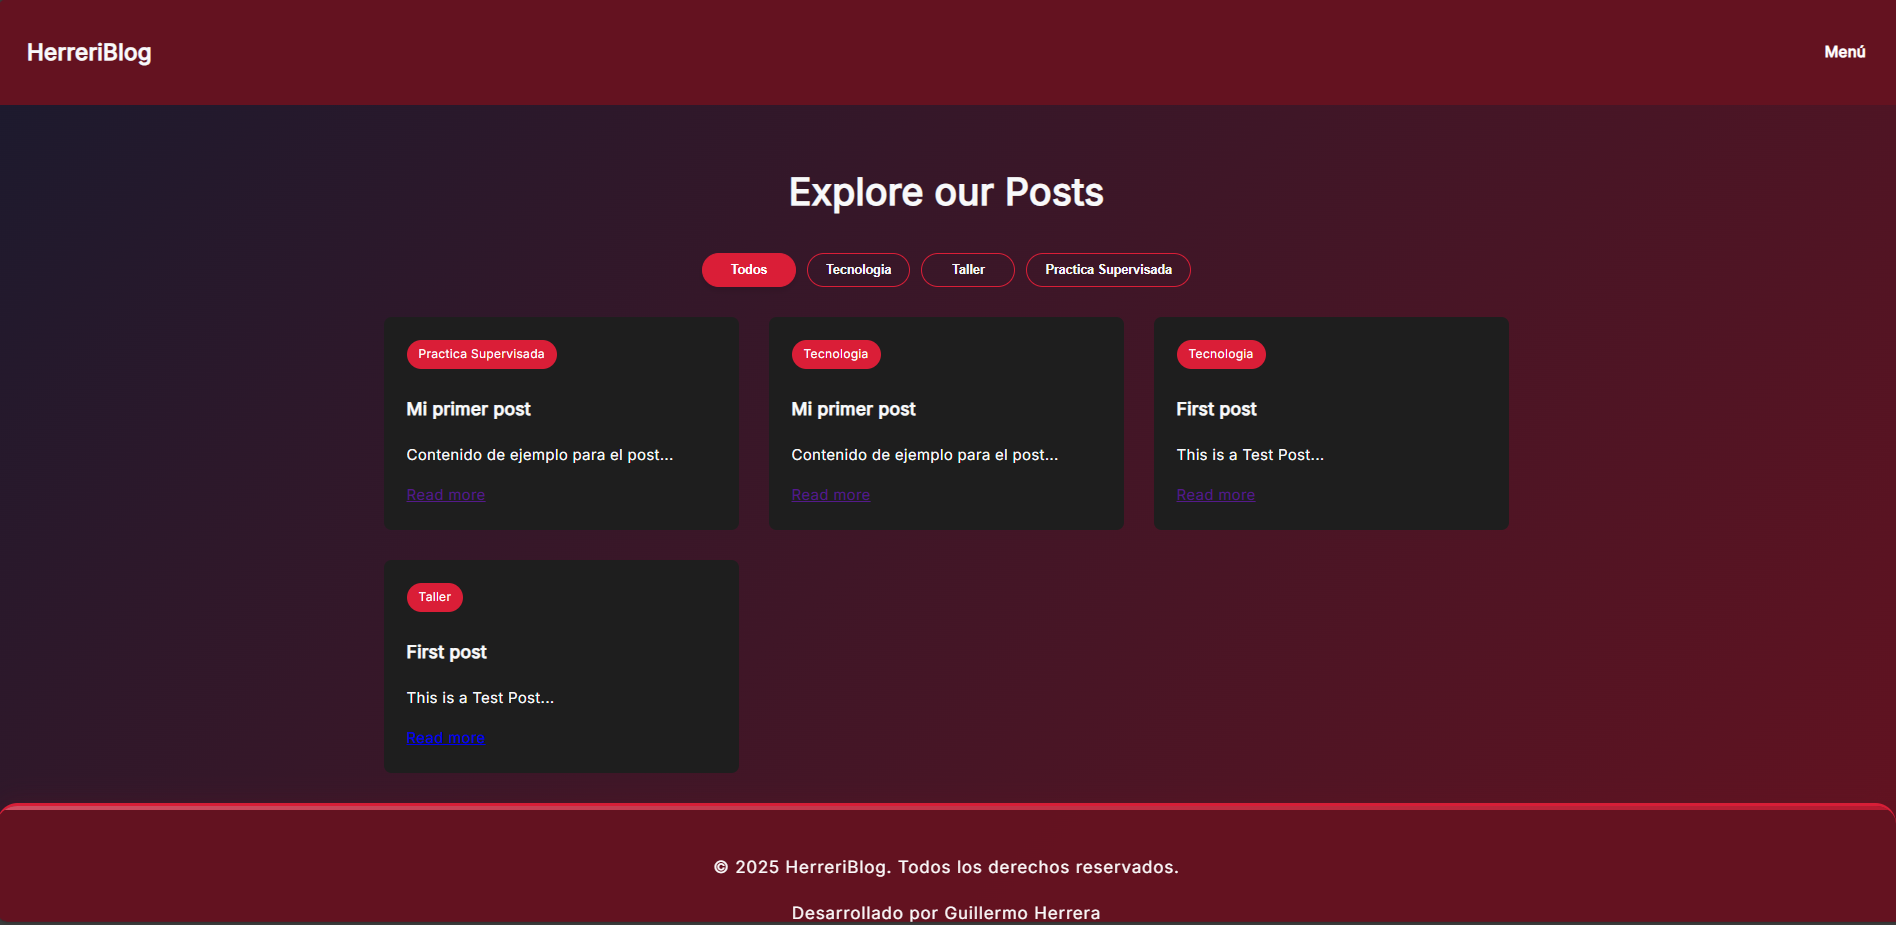 HerreriBlog
Menú
Explore our Posts
Todos
Tecnologia
Taller
Practica Supervisada
Practica Supervisada
Mi primer post
Contenido de ejemplo para el post...
Read more
Tecnologia
Mi primer post
Contenido de ejemplo para el post...
Read more
Tecnologia
First post
This is a Test Post...
Read more
Taller
First post
This is a Test Post...
Read more
© 2025 HerreriBlog. Todos los derechos reservados.
Desarrollado por Guillermo Herrera